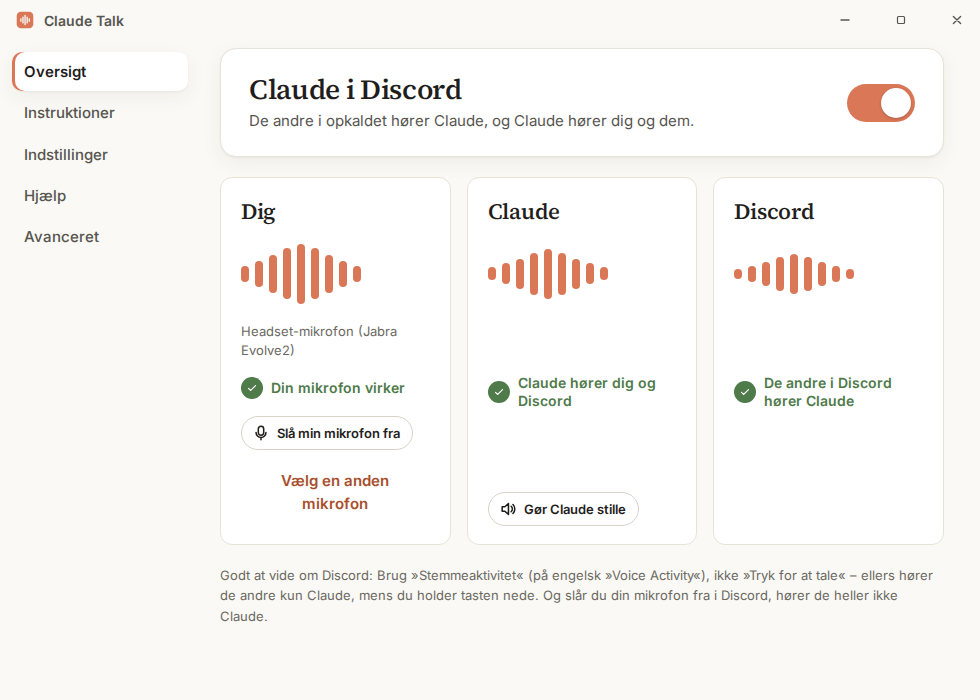 Claude Talk
Oversigt
Instruktioner
Indstillinger
Hjælp
Avanceret
Claude i Discord
De andre i opkaldet hører Claude, og Claude hører dig og dem.
Dig
Headset-mikrofon (Jabra
Evolve2)
Din mikrofon virker
Slå min mikrofon fra
Vælg en anden
mikrofon
Claude
Claude hører dig og
Discord
Gør Claude stille
Discord
De andre i Discord
hører Claude
Godt at vide om Discord: Brug »Stemmeaktivitet« (på engelsk »Voice Activity«), ikke »Tryk for at tale« – ellers hører
de andre kun Claude, mens du holder tasten nede. Og slår du din mikrofon fra i Discord, hører de heller ikke
Claude.